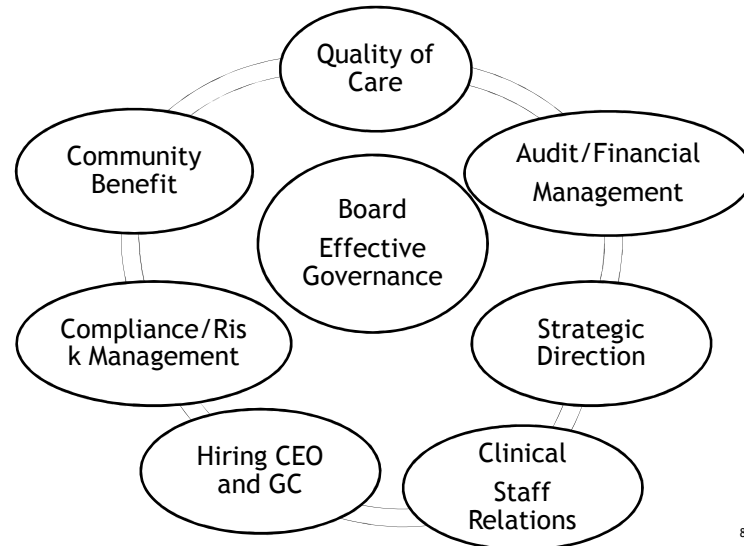 Quality of
Care
Audit/Financial
Management
Strategic
Direction
Clinical
Staff
Relations
Hiring CEO
and GC
Compliance/Ris
k Management
Community
Benefit
Board
Effective
Governance
8